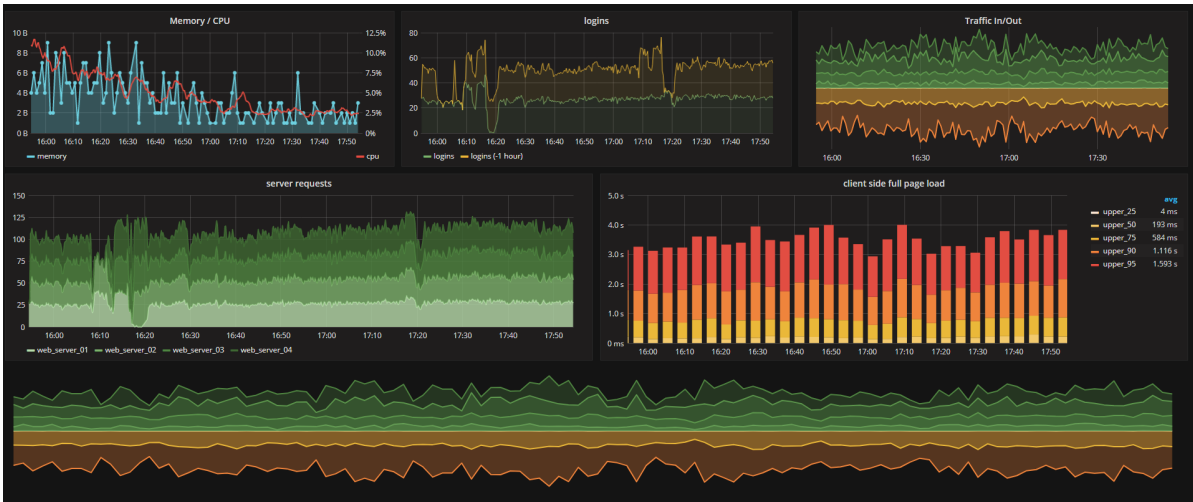 Memory / CPU
10 B
8 B
6 B
4 B
2 B
0 B
12.5%
10.0%
7.5%
5.0%
2.5%
0%
16:00 16:10 16:20 16:30 16:40 16:50 17:00 17:10 17:20 17:30 17:40 17:50
memory cpu
logins
80
60
40
20
0
16:00 16:10 16:20 16:30 16:40 16:50 17:00 17:10 17:20 17:30 17:40 17:50
logins logins (-1 hour)
Traffic In/Out
16:00 16:30 17:00 17:30
server requests
150
125
100
75
50
25
0
16:00 16:10 16:20 16:30 16:40 16:50 17:00 17:10 17:20 17:30 17:40 17:50
web_server_01 web_server_02 web_server_03 web_server_04
client side full page load
5.0 s
4.0 s
3.0 s
2.0 s
1.0 s
0 ms
16:00 16:10 16:20 16:30 16:40 16:50 17:00 17:10 17:20 17:30 17:40 17:50
avg
upper_25 4 ms
upper_50 193 ms
upper_75 584 ms
upper_90 1.116 s
upper_95 1.593 s